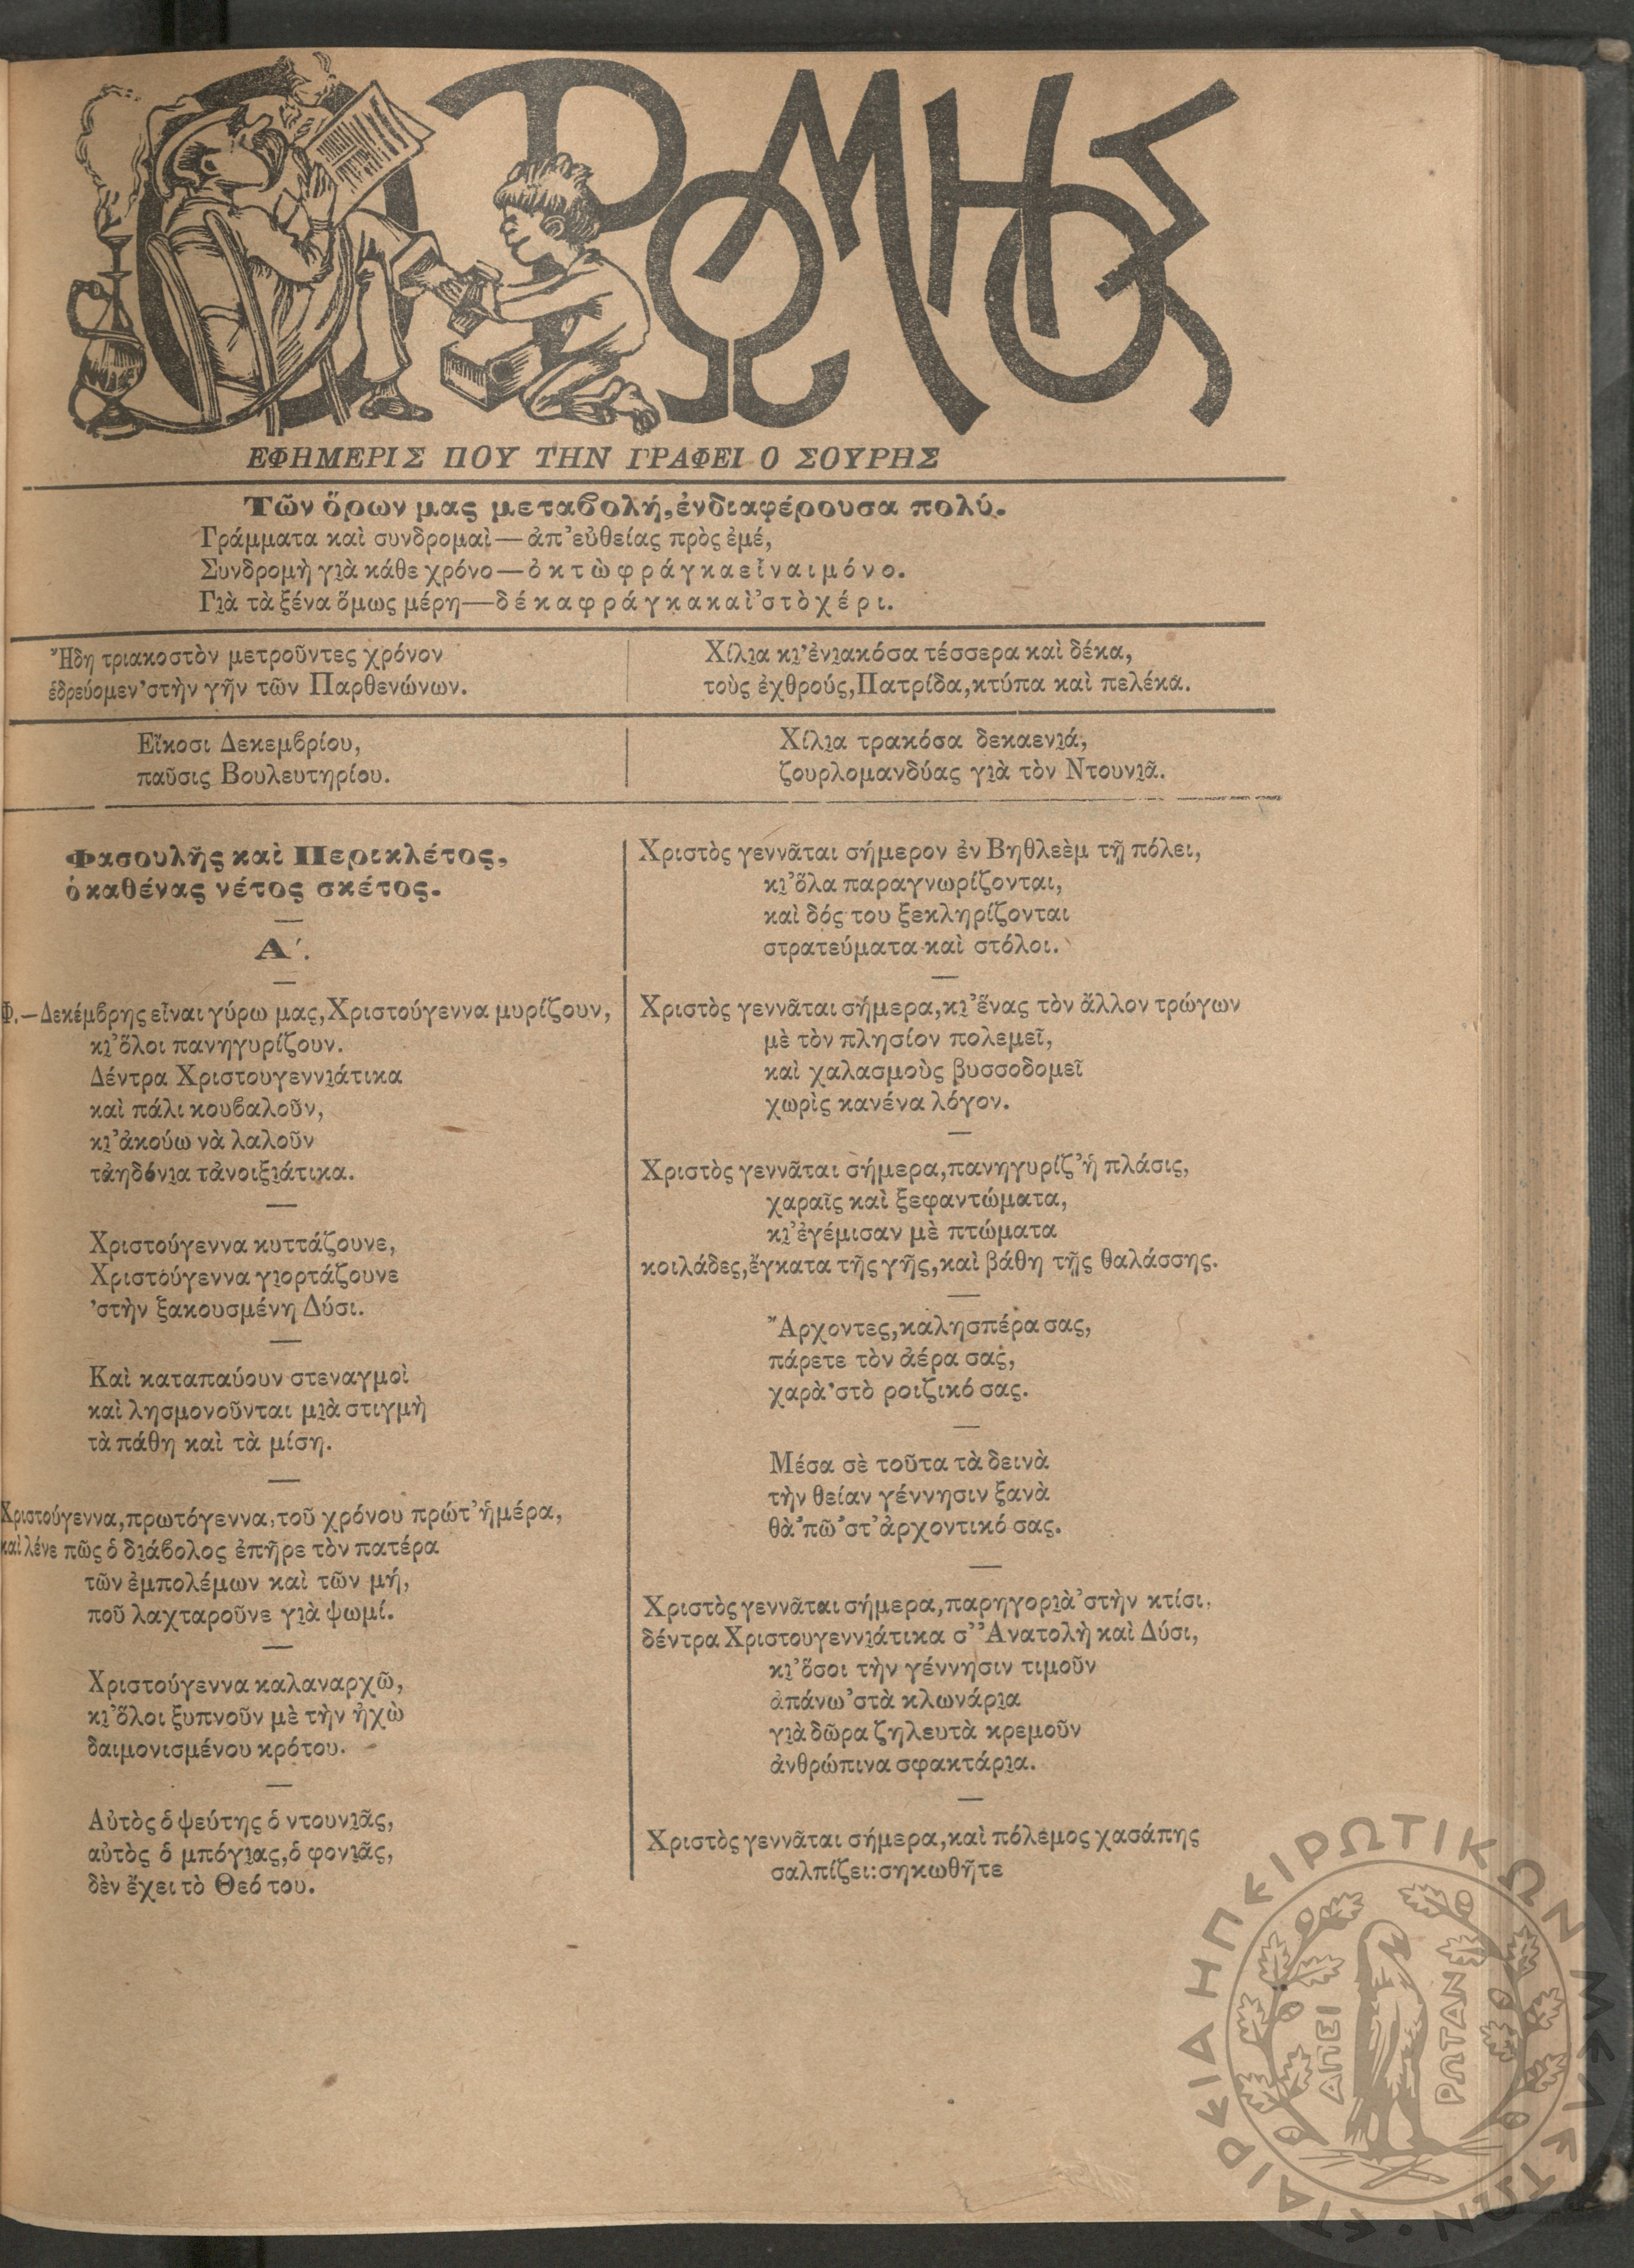 Ο ΡΩΜΗΟΣ
ΕΦΗΜΕΡΙΣ ΠΟΥ ΤΗΝ ΓΡΑΦΕΙ Ο ΣΟΥΡΗΣ
Τῶν ὅρων μας μεταβολή, ἐνδιαφέρουσα πολύ.
Γράμματα καὶ συνδρομαὶ—ἀπ’ εὐθείας πρὸς ἐμέ,
Συνδρομὴ γιὰ κάθε χρόνο—ὀκτὼ φράγκα εἶναι μόνο.
Γιὰ τὰ ξένα ὅμως μέρη—δέκα φράγκα καὶ ’στὸ χέρι.
Ἤδη τριακοστὸν μετροῦντες χρόνον
ἑδρεύομεν ’στὴν γῆν τῶν Παρθενώνων.
Χίλια κι’ ἐνιακόσα τέσσερα καὶ δέκα,
τοὺς ἐχθρούς, Πατρίδα, κτύπα καὶ πελέκα.
Εἴκοσι Δεκεμβρίου,
παῦσις Βουλευτηρίου.
Χίλια τρακόσα δεκαενιά,
ζουρλομανδύας γιὰ τὸν Ντουνιᾶ.
Φασουλῆς καὶ Περικλέτος,
ὁ καθένας νέτος σκέτος.
Α΄.
Φ.—Δεκέμβρης εἶναι γύρω μας, Χριστούγεννα μυρίζουν,
κι’ ὅλοι πανηγυρίζουν.
Δέντρα Χριστουγεννιάτικα
καὶ πάλι κουβαλοῦν,
κι’ ἀκούω νὰ λαλοῦν
τἀηδόνια τἀνοιξιάτικα.
Χριστούγεννα κυττάζουνε,
Χριστούγεννα γιορτάζουνε
’στὴν ξακουσμένη Δύσι.
Καὶ καταπαύουν στεναγμοὶ
καὶ λησμονοῦνται μιὰ στιγμὴ
τὰ πάθη καὶ τὰ μίση.
Χριστούγεννα, πρωτόγεννα, τοῦ χρόνου πρώτ’ ἡμέρα,
καὶ λένε πῶς ὁ διάβολος ἐπῆρε τὸν πατέρα
τῶν ἐμπολέμων καὶ τῶν μή,
ποῦ λαχταροῦνε γιὰ ψωμί.
Χριστούγεννα καλαναρχῶ,
κι’ ὅλοι ξυπνοῦν μὲ τὴν ἠχὼ
δαιμονισμένου κρότου.
Αὐτὸς ὁ ψεύτης ὁ ντουνιᾶς,
αὐτὸς ὁ μπόγιας, ὁ φονιᾶς,
δὲν ἔχει τὸ Θεό του.
Χριστὸς γεννᾶται σήμερον ἐν Βηθλεὲμ τῇ πόλει,
κι’ ὅλα παραγνωρίζονται,
καὶ δός του ξεκληρίζονται
στρατεύματα καὶ στόλοι.
Χριστὸς γεννᾶται σήμερα, κι’ ἕνας τὸν ἄλλον τρώγων
μὲ τὸν πλησίον πολεμεῖ,
καὶ χαλασμοὺς βυσσοδομεῖ
χωρὶς κανένα λόγον.
Χριστὸς γεννᾶται σήμερα, πανηγυρίζ’ ἡ πλάσις,
χαραῖς καὶ ξεφαντώματα,
κι’ ἐγέμισαν μὲ πτώματα
κοιλάδες, ἔγκατα τῆς γῆς, καὶ βάθη τῆς θαλάσσης.
Ἄρχοντες, καλησπέρα σας,
πάρετε τὸν ἀέρα σας,
χαρὰ ’στὸ ροιζικό σας.
Μέσα σὲ τοῦτα τὰ δεινὰ
τὴν θείαν γέννησιν ξανὰ
θὰ ’πῶ ’στ’ ἀρχοντικό σας.
Χριστὸς γεννᾶται σήμερα, παρηγοριὰ ’στὴν κτίσι,
δέντρα Χριστουγεννιάτικα σ’ Ἀνατολὴ καὶ Δύσι,
κι’ ὅσοι τὴν γέννησιν τιμοῦν
ἀπάνω ’στὰ κλωνάρια
γιὰ δῶρα ζηλευτὰ κρεμοῦν
ἀνθρώπινα σφακτάρια.
Χριστὸς γεννᾶται σήμερα, καὶ πόλεμος χασάπης
σαλπίζει: σηκωθῆτε
ΕΤΑΙΡΕΙΑ ΗΠΕΙΡΩΤΙΚΩΝ ΜΕΛΕΤΩΝ
ΑΠΕΙ
ΡΩΤΑΝ